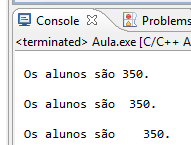 Console Problems
<terminated> Aula.exe [C/C++ A
Os alunos são 350.
Os alunos são  350.
Os alunos são    350.